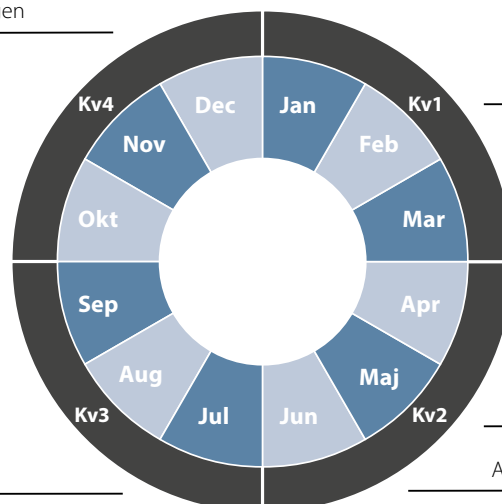 en
Kv4
Dec
Jan
Kv1
Nov
Feb
Okt
Mar
Sep
Apr
Aug
Maj
Kv3
Jul
Jun
Kv2
A